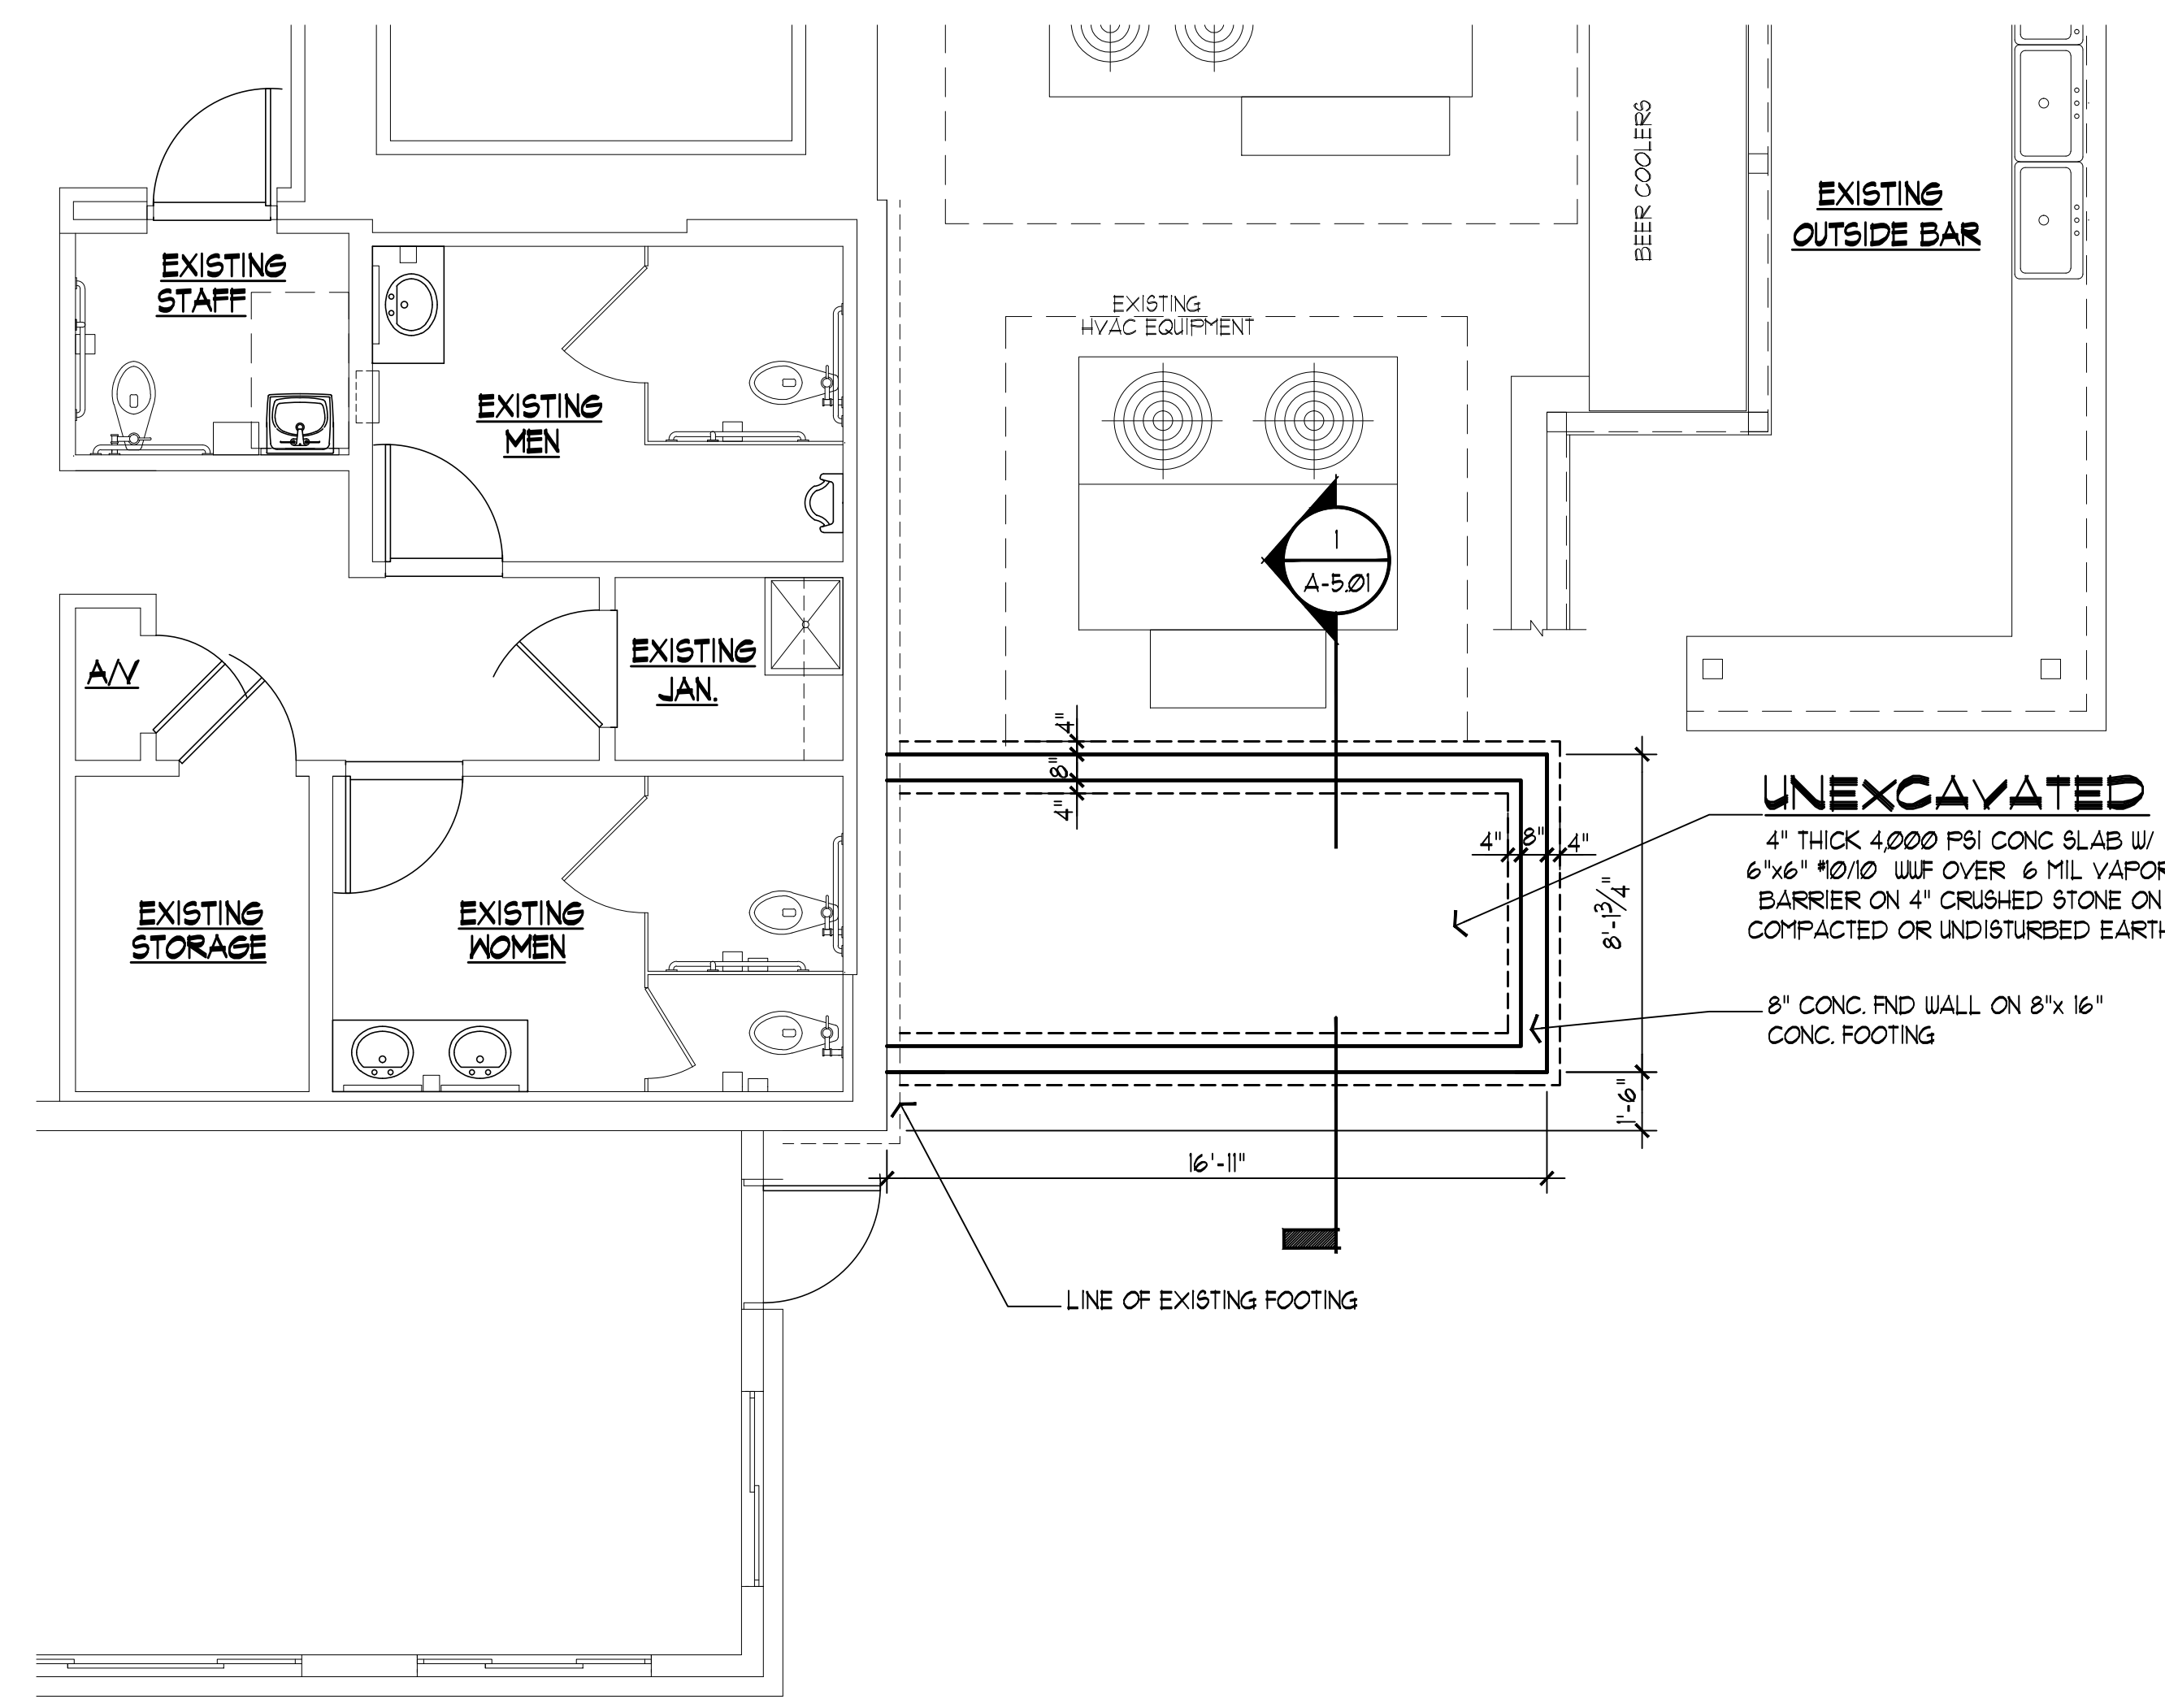 BEER COOLERS
EXISTING
OUTSIDE BAR
EXISTING
STAFF
EXISTING
HVAC EQUIPMENT
EXISTING
MEN
1
A-5.01
EXISTING
JAN.
A/V
4"
8"
4"
UNEXCAVATED
4" THICK 4,000 PSI CONC SLAB W/
6"x6" #10/10 WWF OVER 6 MIL VAPOR
BARRIER ON 4" CRUSHED STONE ON
COMPACTED OR UNDISTURBED EARTH
4" 8" 4"
8'-1 3/4"
EXISTING
STORAGE
EXISTING
WOMEN
8" CONC. FND WALL ON 8"x 16"
CONC. FOOTING
1'-6"
16'-11"
LINE OF EXISTING FOOTING